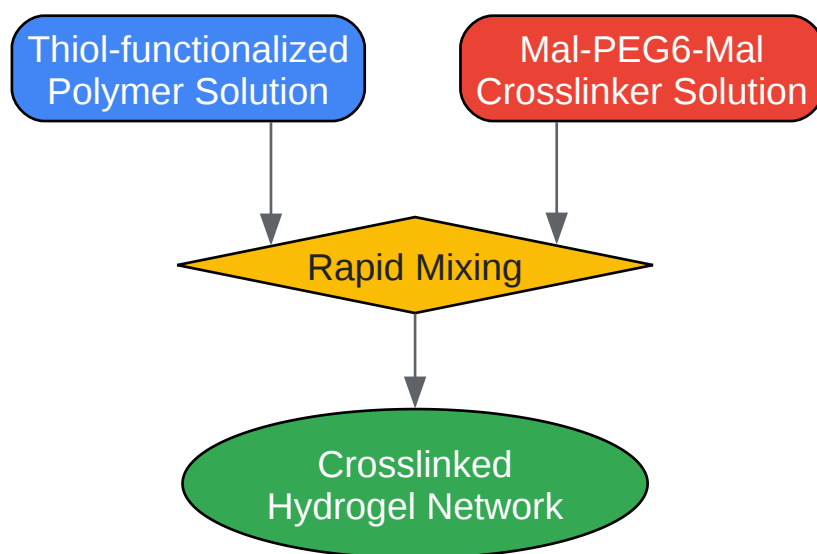 Thiol-functionalized
Polymer Solution
Mal-PEG6-Mal
Crosslinker Solution
Rapid Mixing
Crosslinked
Hydrogel Network